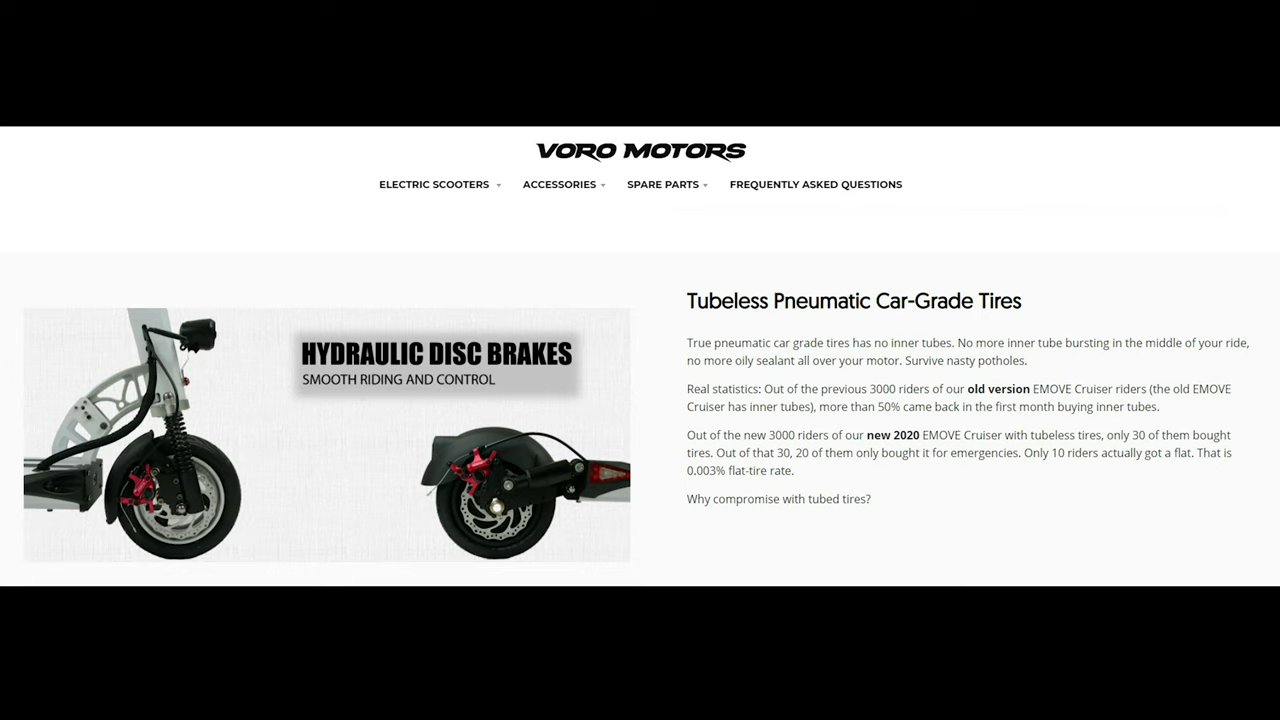 VORO MOTORS
ELECTRIC SCOOTERS ACCESSORIES SPARE PARTS FREQUENTLY ASKED QUESTIONS
HYDRAULIC DISC BRAKES
SMOOTH RIDING AND CONTROL
Tubeless Pneumatic Car-Grade Tires
True pneumatic car grade tires has no inner tubes. No more inner tube bursting in the middle of your ride,
no more oily sealant all over your motor. Survive nasty potholes.
Real statistics: Out of the previous 3000 riders of our old version EMOVE Cruiser riders (the old EMOVE
Cruiser has inner tubes), more than 50% came back in the first month buying inner tubes.
Out of the new 3000 riders of our new 2020 EMOVE Cruiser with tubeless tires, only 30 of them bought
tires. Out of that 30, 20 of them only bought it for emergencies. Only 10 riders actually got a flat. That is
0.003% flat-tire rate.
Why compromise with tubed tires?